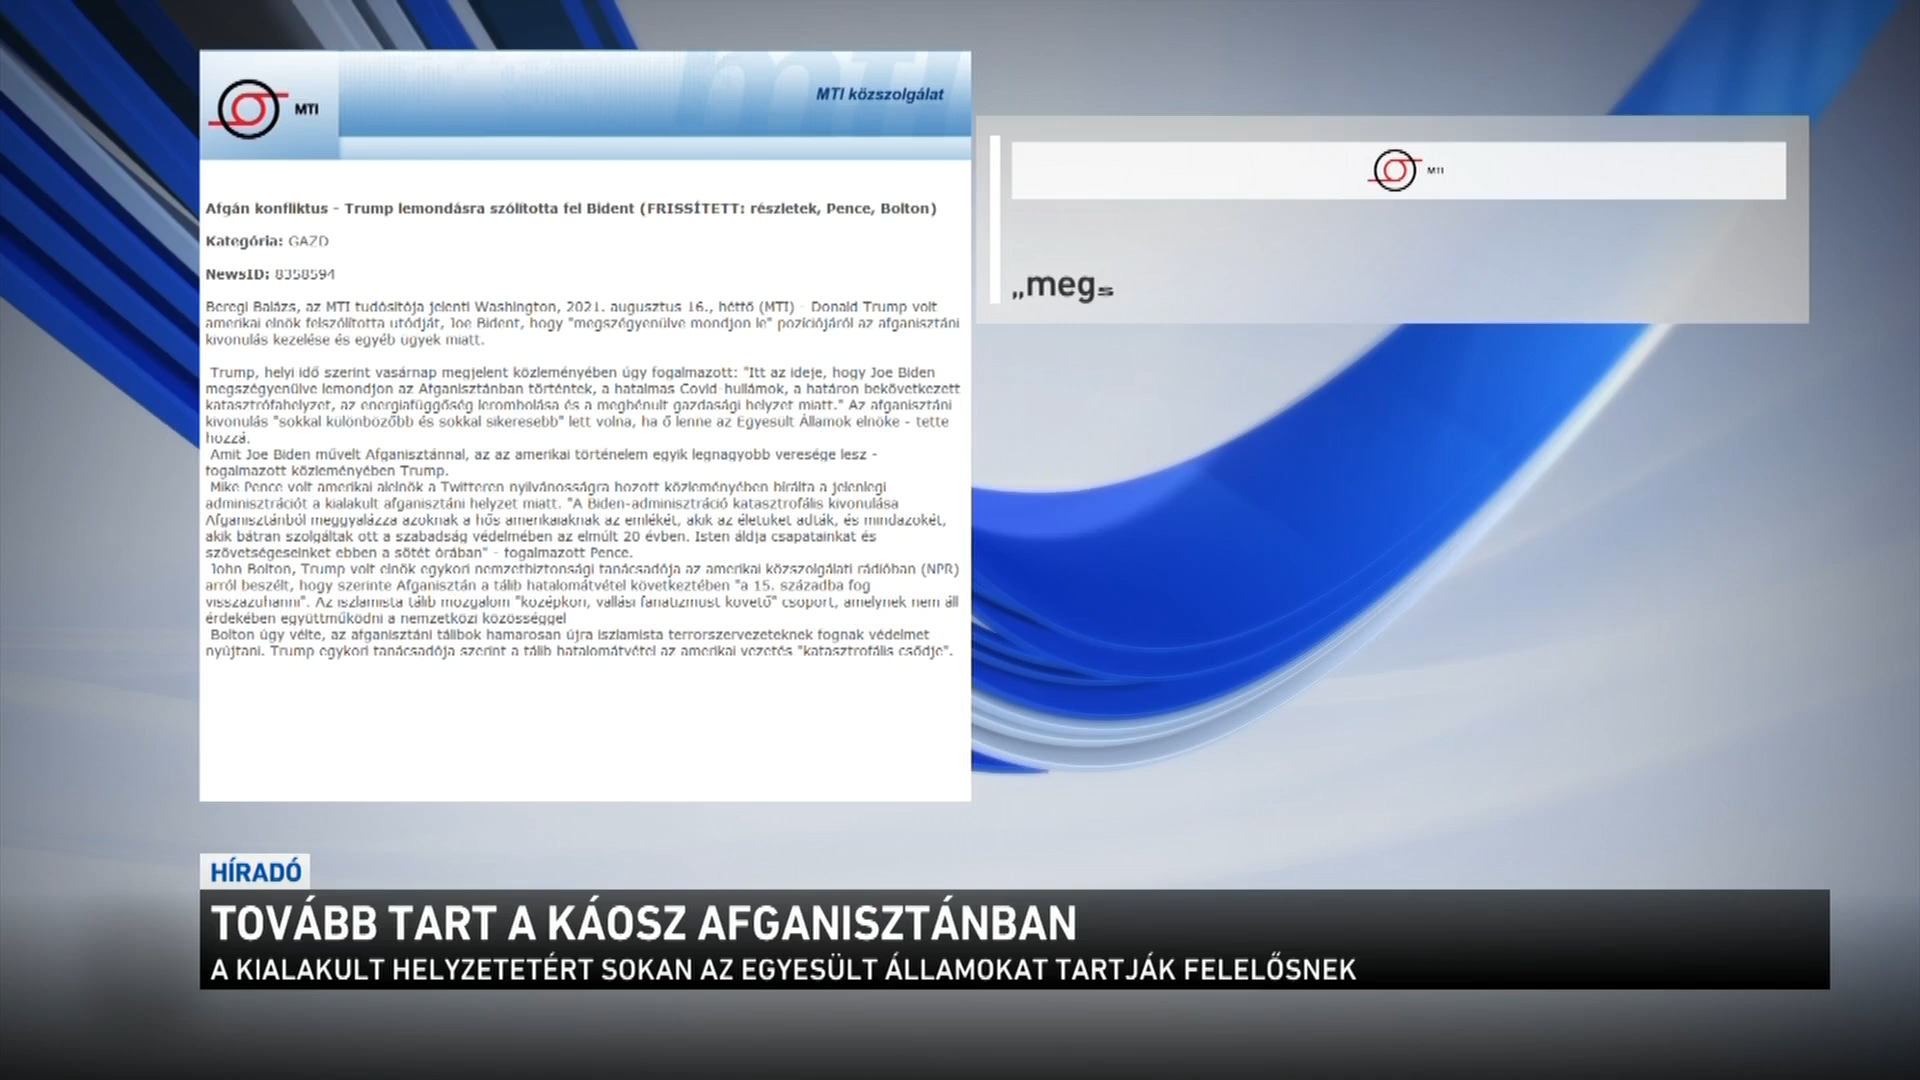 MTI
MTI közszolgálat
Afgán konfliktus - Trump lemondásra szólította fel Bident (FRISSÍTETT: részletek, Pence, Bolton)
Kategória: GAZD
NewsID: 8358594
Beregi Balázs, az MTI tudósítója jelenti Washington, 2021. augusztus 16., hétfő (MTI) - Donald Trump volt
amerikai elnök felszólította utódját, Joe Bident, hogy "megszégyenülve mondjon le" pozíciójáról az afganisztáni
kivonulás kezelése és egyéb ügyek miatt.
Trump, helyi idő szerint vasárnap megjelent közleményében úgy fogalmazott: "Itt az ideje, hogy Joe Biden
megszégyenülve lemondjon az Afganisztánban történtek, a hatalmas Covid-hullámok, a határon bekövetkezett
katasztrófahelyzet, az energiafüggőség lerombolása és a megbénult gazdasági helyzet miatt." Az afganisztáni
kivonulás "sokkal különbözőbb és sokkal sikeresebb" lett volna, ha ő lenne az Egyesült Államok elnöke - tette
hozzá.
Amit Joe Biden művelt Afganisztánnal, az az amerikai történelem egyik legnagyobb veresége lesz -
fogalmazott közleményében Trump.
Mike Pence volt amerikai alelnök a Twitteren nyilvánosságra hozott közleményében bírálta a jelenlegi
adminisztrációt a kialakult afganisztáni helyzet miatt. "A Biden-adminisztráció katasztrofális kivonulása
Afganisztánból meggyalázza azoknak a hős amerikaiaknak az emlékét, akik az életüket adták, és mindazokét,
akik bátran szolgáltak ott a szabadság védelmében az elmúlt 20 évben. Isten áldja csapatainkat és
szövetségeseinket ebben a sötét órában" - fogalmazott Pence.
John Bolton, Trump volt elnök egykori nemzetbiztonsági tanácsadója az amerikai közszolgálati rádióban (NPR)
arról beszélt, hogy szerinte Afganisztán a tálib hatalomátvétel következtében "a 15. századba fog
visszazuhanni". Az iszlamista tálib mozgalom "középkori, vallási fanatizmust követő" csoport, amelynek nem áll
érdekében együttműködni a nemzetközi közösséggel
Bolton úgy vélte, az afganisztáni tálibok hamarosan újra iszlamista terrorszervezeteknek fognak védelmet
nyújtani. Trump egykori tanácsadója szerint a tálib hatalomátvétel az amerikai vezetés "katasztrofális csődje".
MTI
„megs
HÍRADÓ
TOVÁBB TART A KÁOSZ AFGANISZTÁNBAN
A KIALAKULT HELYZETETÉRT SOKAN AZ EGYESÜLT ÁLLAMOKAT TARTJÁK FELELŐSNEK